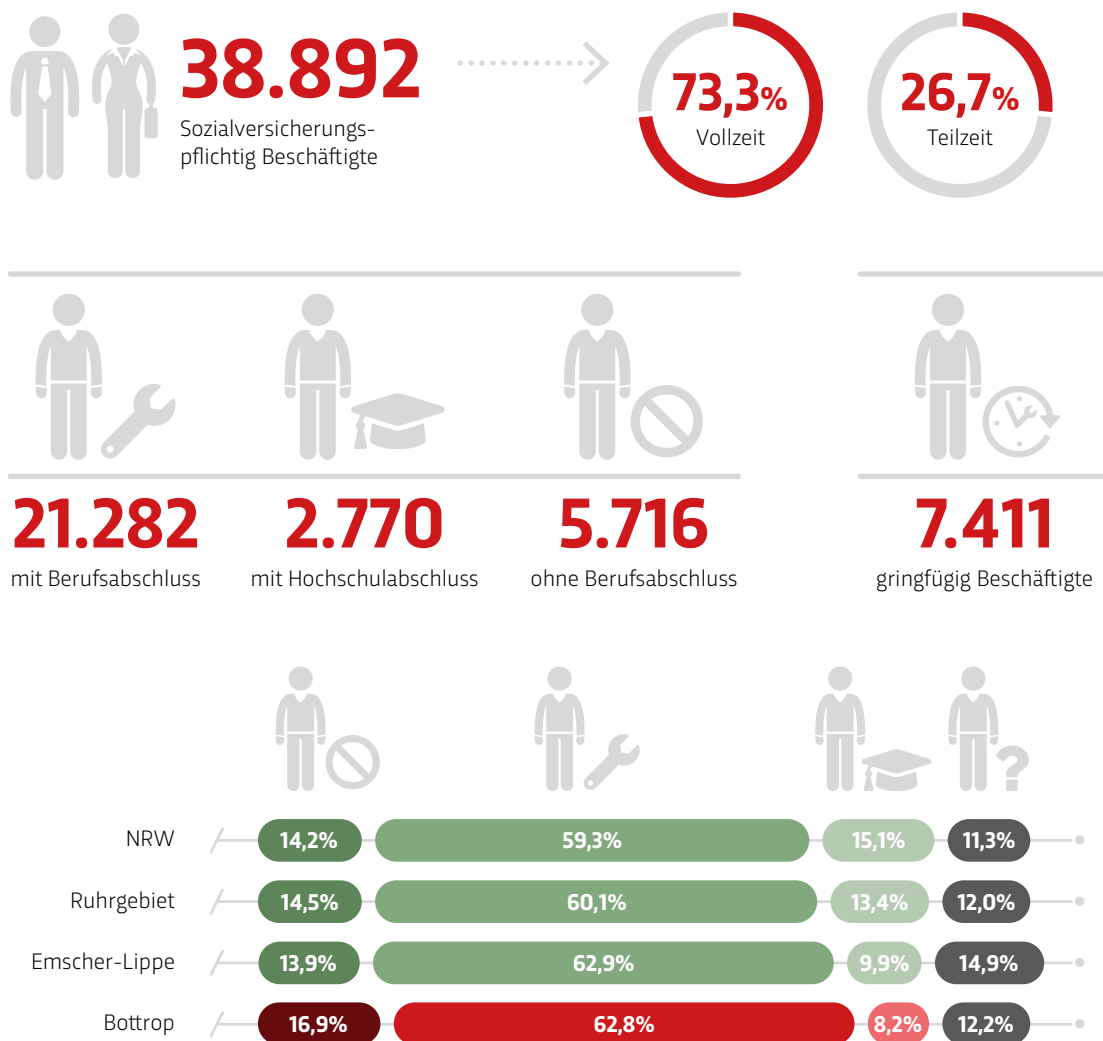 38.892
Sozialversicherungs-
pflichtig Beschäftigte
73,3%
Vollzeit
26,7%
Teilzeit
21.282
mit Berufsabschluss
2.770
mit Hochschulabschluss
5.716
ohne Berufsabschluss
7.411
gringfügig Beschäftigte
?
NRW 14,2% 59,3% 15,1% 11,3%
Ruhrgebiet 14,5% 60,1% 13,4% 12,0%
Emscher-Lippe 13,9% 62,9% 9,9% 14,9%
Bottrop 16,9% 62,8% 8,2% 12,2%